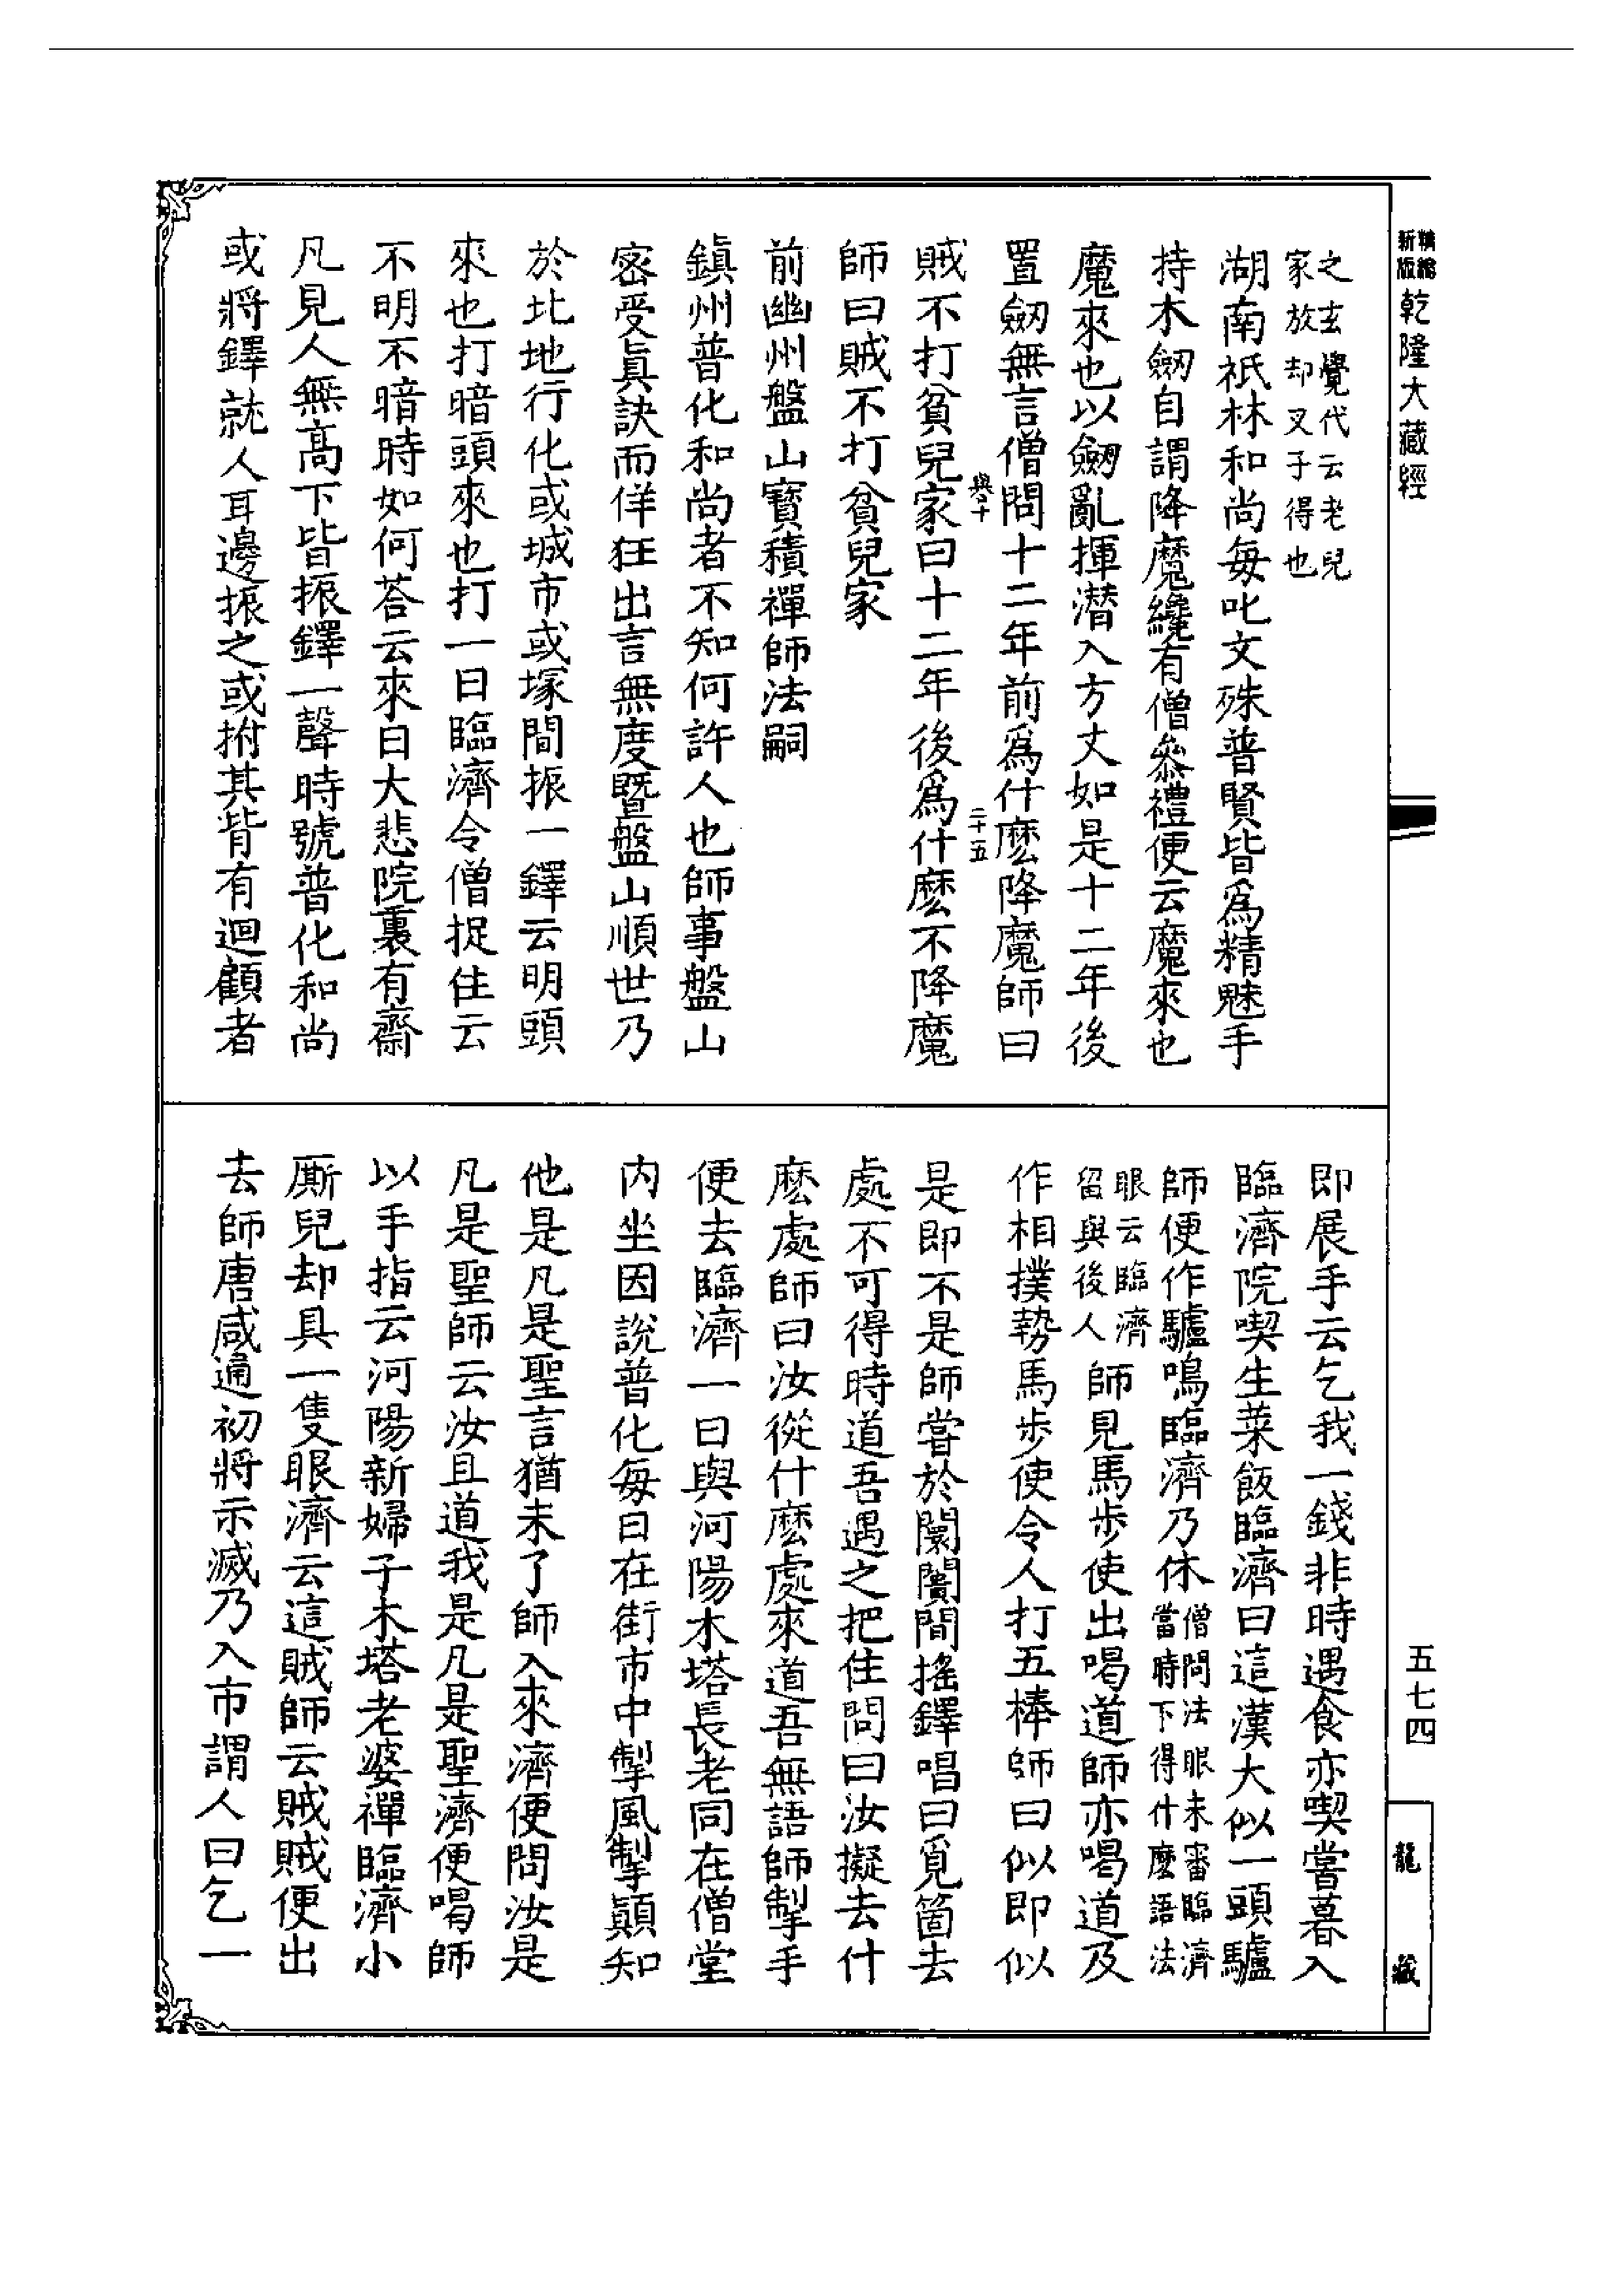 精縮新版乾隆大藏經
之玄覺代云老兒
家放却叉子得也
湖南祇林和尚每叱文殊普賢皆爲精魅手
持木劒自謂降魔纔有僧叅禮便云魔來也
魔來也以劒亂揮潛入方丈如是十二年後
置劒無言僧問十二年前爲什麽降魔師曰
與十
二十五
賊不打貧兒家曰十二年後爲什麽不降魔
師曰賊不打貧兒家
前幽州盤山寳積禪師法嗣
鎮州普化和尚者不知何許人也師事盤山
密受眞訣而佯狂出言無度暨盤山順世乃
於北地行化或城市或塚間振一鐸云明頭
來也打暗頭來也打一日臨濟令僧捉住云
不明不暗時如何荅云來日大悲院裏有齋
凡見人無髙下皆振鐸一聲時號普化和尚
或將鐸就人耳邊振之或拊其背有迴顧者
即展手云乞我一錢非時遇食亦喫嘗暮入
臨濟院喫生菜飯臨濟曰這漢大似一頭驢
師便作驢鳴臨濟乃休
僧問法眼未審臨濟
當時下得什麽語法
眼云臨濟
留與後人
師見馬步使出喝道師亦喝道及
作相撲勢馬步使令人打五棒師曰似即似
是即不是師嘗於闤闠間搖鐸唱曰覓箇去
處不可得時道吾遇之把住問曰汝擬去什
麽處師曰汝從什麽處來道吾無語師掣手
便去臨濟一日與河陽木塔長老同在僧堂
内坐因說普化每日在街市中掣風掣顚知
他是凡是聖言猶未了師入來濟便問汝是
凡是聖師云汝且道我是凡是聖濟便喝師
以手指云河陽新婦子木塔老婆禪臨濟小
厮兒却具一隻眼濟云這賊師云賊賊便出
去師唐咸通初將示滅乃入市謂人曰乞一
五七四
龍藏